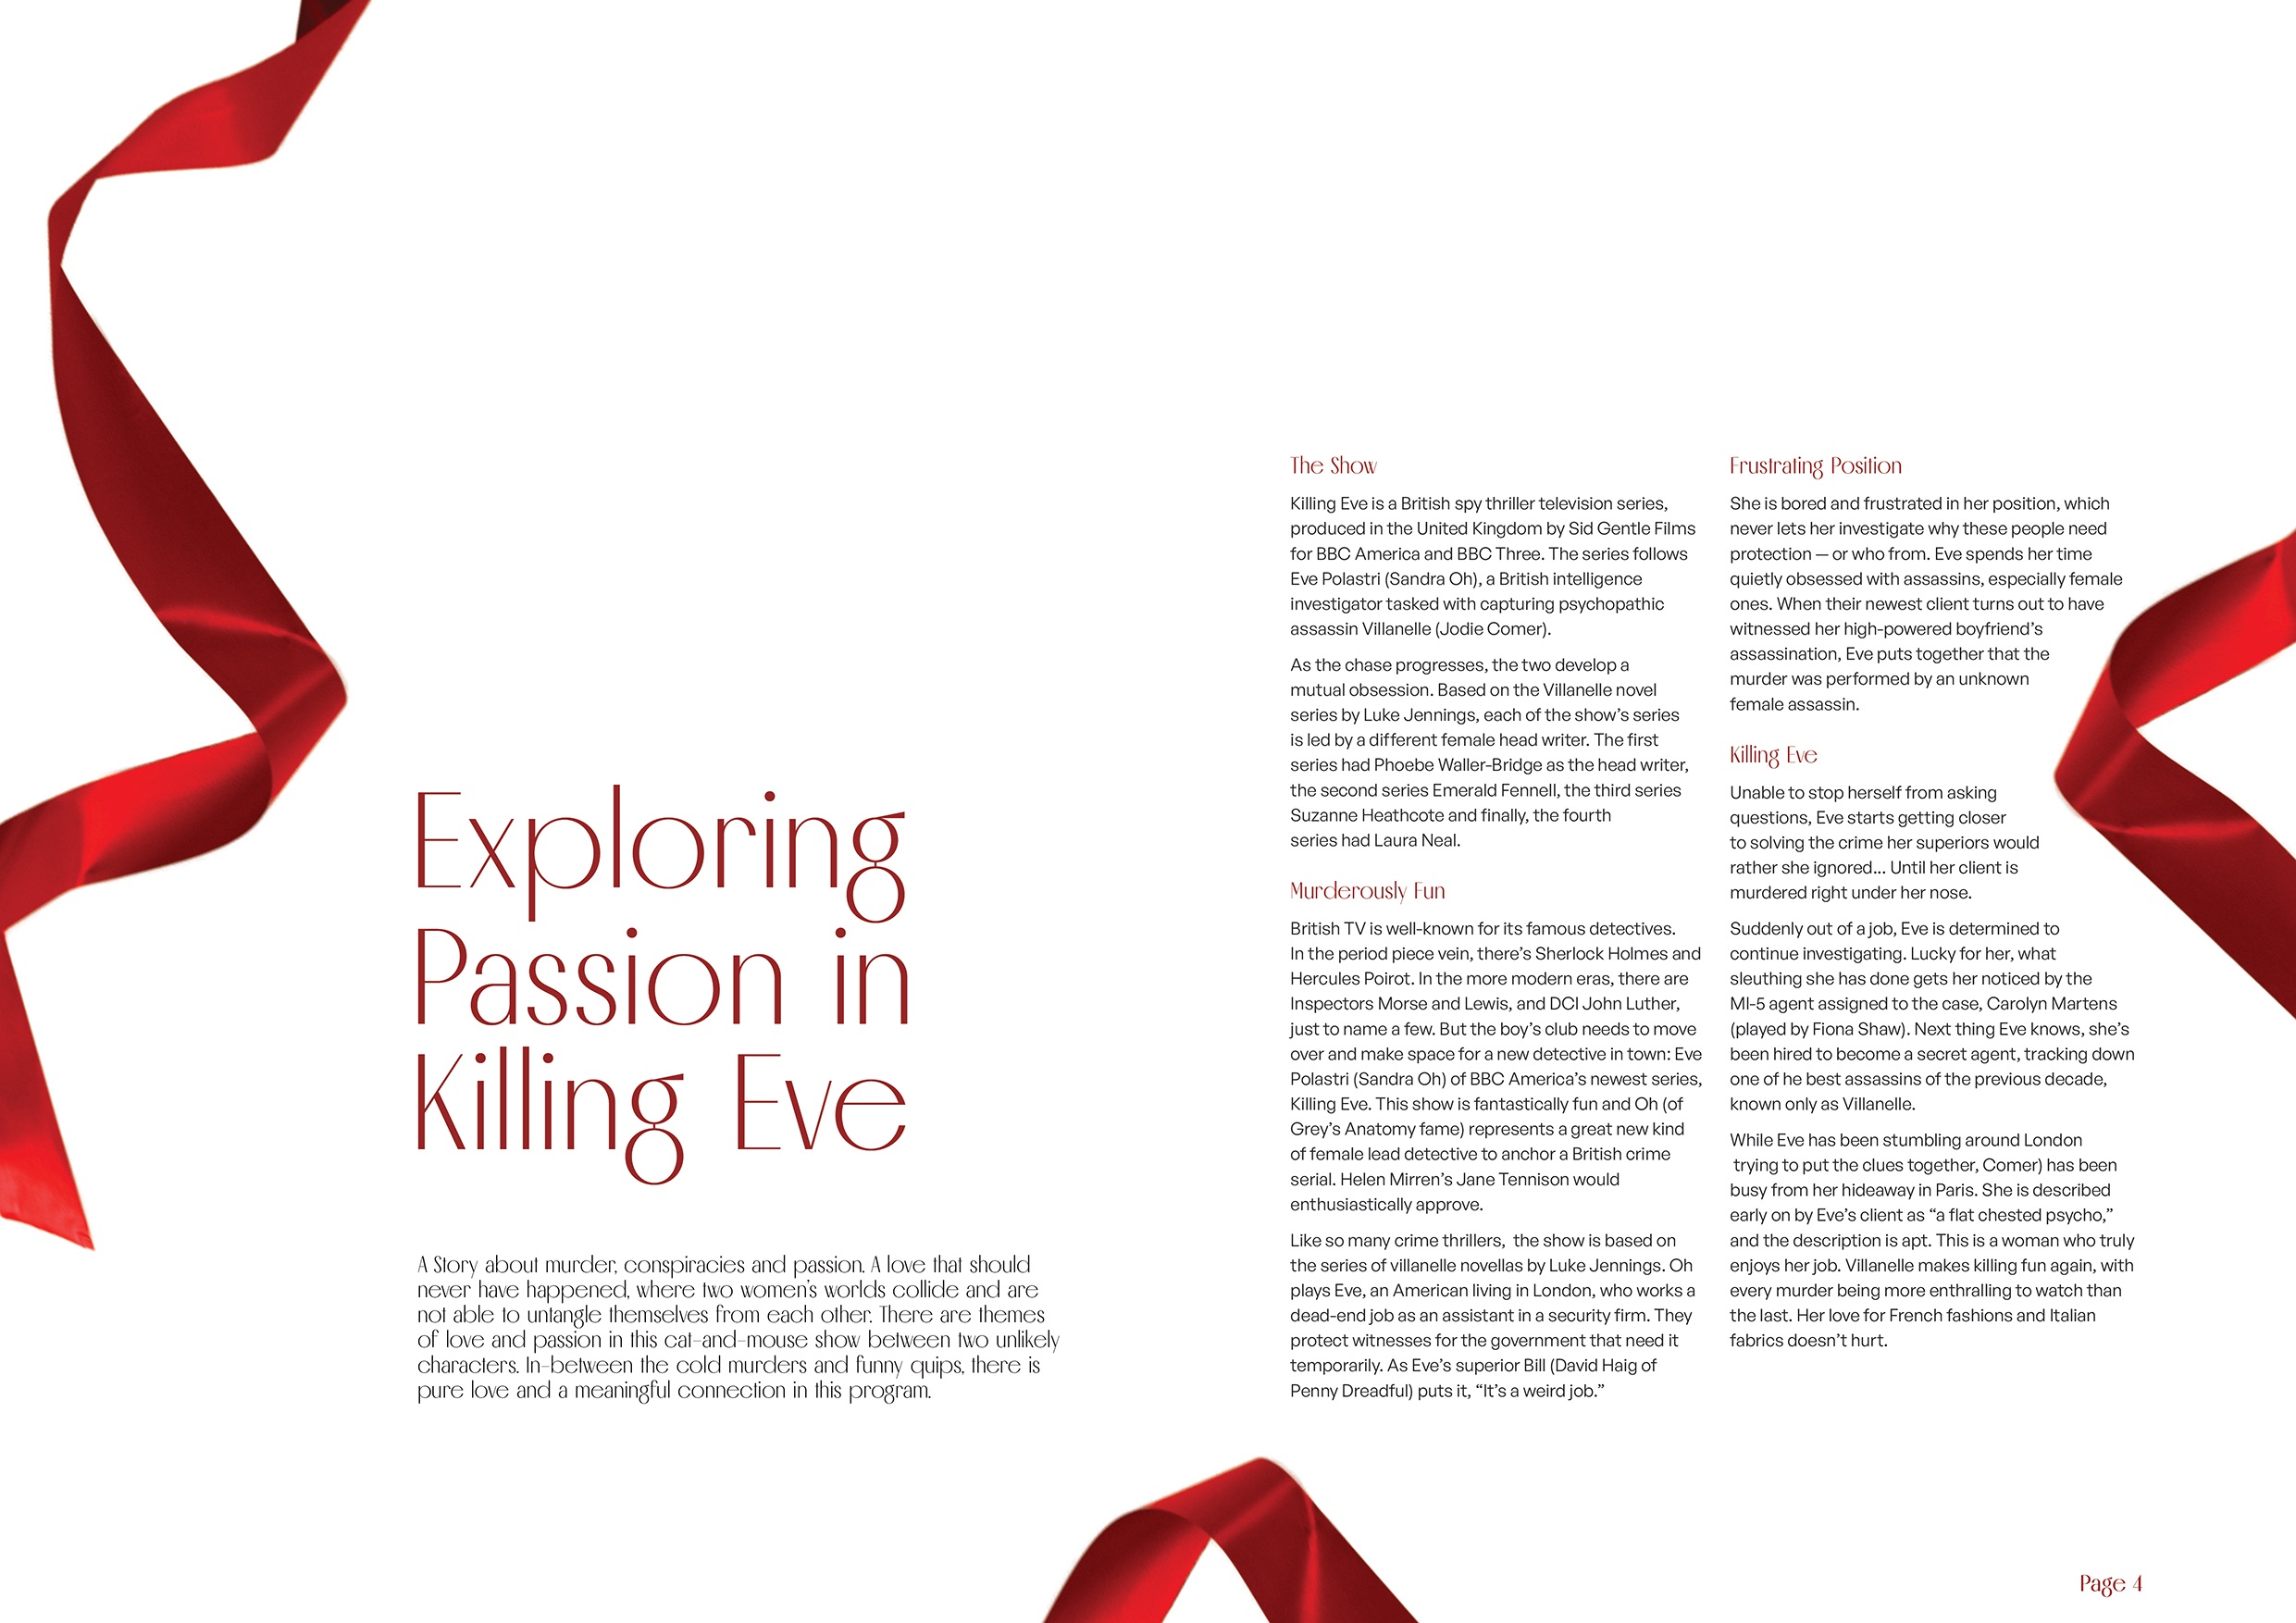 Exploring
Passion in
Killing Eve
A Story about murder, conspiracies and passion. A love that should
never have happened, where two women's worlds collide and are
not able to untangle themselves from each other. There are themes
of love and passion in this cat-and-mouse show between two unlikely
characters. In-between the cold murders and funny quips, there is
pure love and a meaningful connection in this program.
The Show
Killing Eve is a British spy thriller television series,
produced in the United Kingdom by Sid Gentle Films
for BBC America and BBC Three. The series follows
Eve Polastri (Sandra Oh), a British intelligence
investigator tasked with capturing psychopathic
assassin Villanelle (Jodie Comer).
As the chase progresses, the two develop a
mutual obsession. Based on the Villanelle novel
series by Luke Jennings, each of the show's series
is led by a different female head writer. The first
series had Phoebe Waller-Bridge as the head writer,
the second series Emerald Fennell, the third series
Suzanne Heathcote and finally, the fourth
series had Laura Neal.
Murderously Fun
British TV is well-known for its famous detectives.
In the period piece vein, there's Sherlock Holmes and
Hercules Poirot. In the more modern eras, there are
Inspectors Morse and Lewis, and DCI John Luther,
just to name a few. But the boy's club needs to move
over and make space for a new detective in town: Eve
Polastri (Sandra Oh) of BBC America's newest series,
Killing Eve. This show is fantastically fun and Oh (of
Grey's Anatomy fame) represents a great new kind
of female lead detective to anchor a British crime
serial. Helen Mirren's Jane Tennison would
enthusiastically approve.
Like so many crime thrillers,  the show is based on
the series of villanelle novellas by Luke Jennings. Oh
plays Eve, an American living in London, who works a
dead-end job as an assistant in a security firm. They
protect witnesses for the government that need it
temporarily. As Eve's superior Bill (David Haig of
Penny Dreadful) puts it, “It's a weird job.”
Frustrating Position
She is bored and frustrated in her position, which
never lets her investigate why these people need
protection — or who from. Eve spends her time
quietly obsessed with assassins, especially female
ones. When their newest client turns out to have
witnessed her high-powered boyfriend's
assassination, Eve puts together that the
murder was performed by an unknown
female assassin.
Killing Eve
Unable to stop herself from asking
questions, Eve starts getting closer
to solving the crime her superiors would
rather she ignored... Until her client is
murdered right under her nose.
Suddenly out of a job, Eve is determined to
continue investigating. Lucky for her, what
sleuthing she has done gets her noticed by the
MI-5 agent assigned to the case, Carolyn Martens
(played by Fiona Shaw). Next thing Eve knows, she's
been hired to become a secret agent, tracking down
one of he best assassins of the previous decade,
known only as Villanelle.
While Eve has been stumbling around London
trying to put the clues together, Comer) has been
busy from her hideaway in Paris. She is described
early on by Eve's client as “a flat chested psycho,”
and the description is apt. This is a woman who truly
enjoys her job. Villanelle makes killing fun again, with
every murder being more enthralling to watch than
the last. Her love for French fashions and Italian
fabrics doesn't hurt.
Page 4